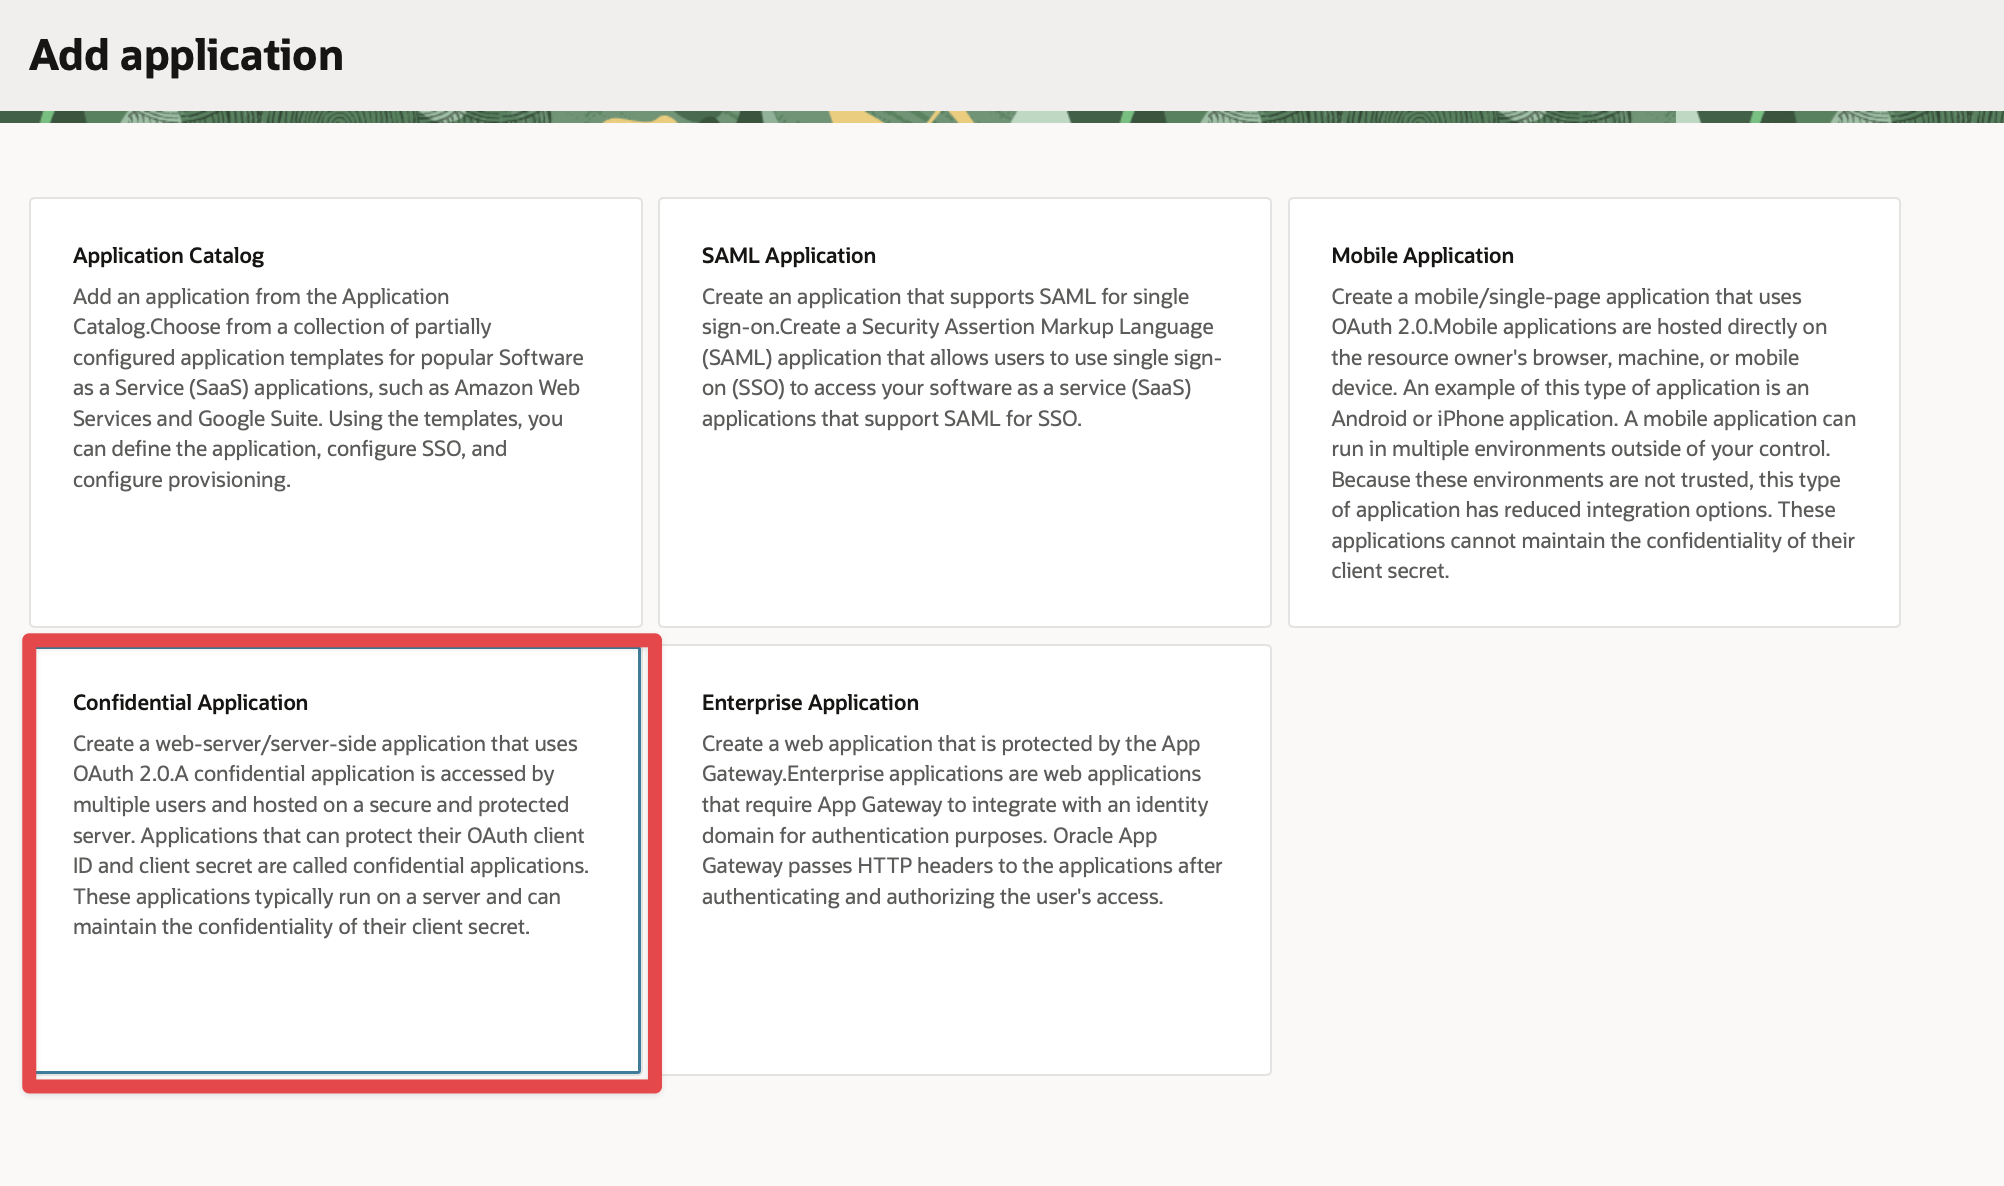 Add application
Application Catalog
Add an application from the Application
Catalog.Choose from a collection of partially
configured application templates for popular Software
as a Service (SaaS) applications, such as Amazon Web
Services and Google Suite. Using the templates, you
can define the application, configure SSO, and
configure provisioning.
SAML Application
Create an application that supports SAML for single
sign-on.Create a Security Assertion Markup Language
(SAML) application that allows users to use single sign-
on (SSO) to access your software as a service (SaaS)
applications that support SAML for SSO.
Mobile Application
Create a mobile/single-page application that uses
OAuth 2.0.Mobile applications are hosted directly on
the resource owner's browser, machine, or mobile
device. An example of this type of application is an
Android or iPhone application. A mobile application can
run in multiple environments outside of your control.
Because these environments are not trusted, this type
of application has reduced integration options. These
applications cannot maintain the confidentiality of their
client secret.
Confidential Application
Create a web-server/server-side application that uses
OAuth 2.0.A confidential application is accessed by
multiple users and hosted on a secure and protected
server. Applications that can protect their OAuth client
ID and client secret are called confidential applications.
These applications typically run on a server and can
maintain the confidentiality of their client secret.
Enterprise Application
Create a web application that is protected by the App
Gateway.Enterprise applications are web applications
that require App Gateway to integrate with an identity
domain for authentication purposes. Oracle App
Gateway passes HTTP headers to the applications after
authenticating and authorizing the user's access.